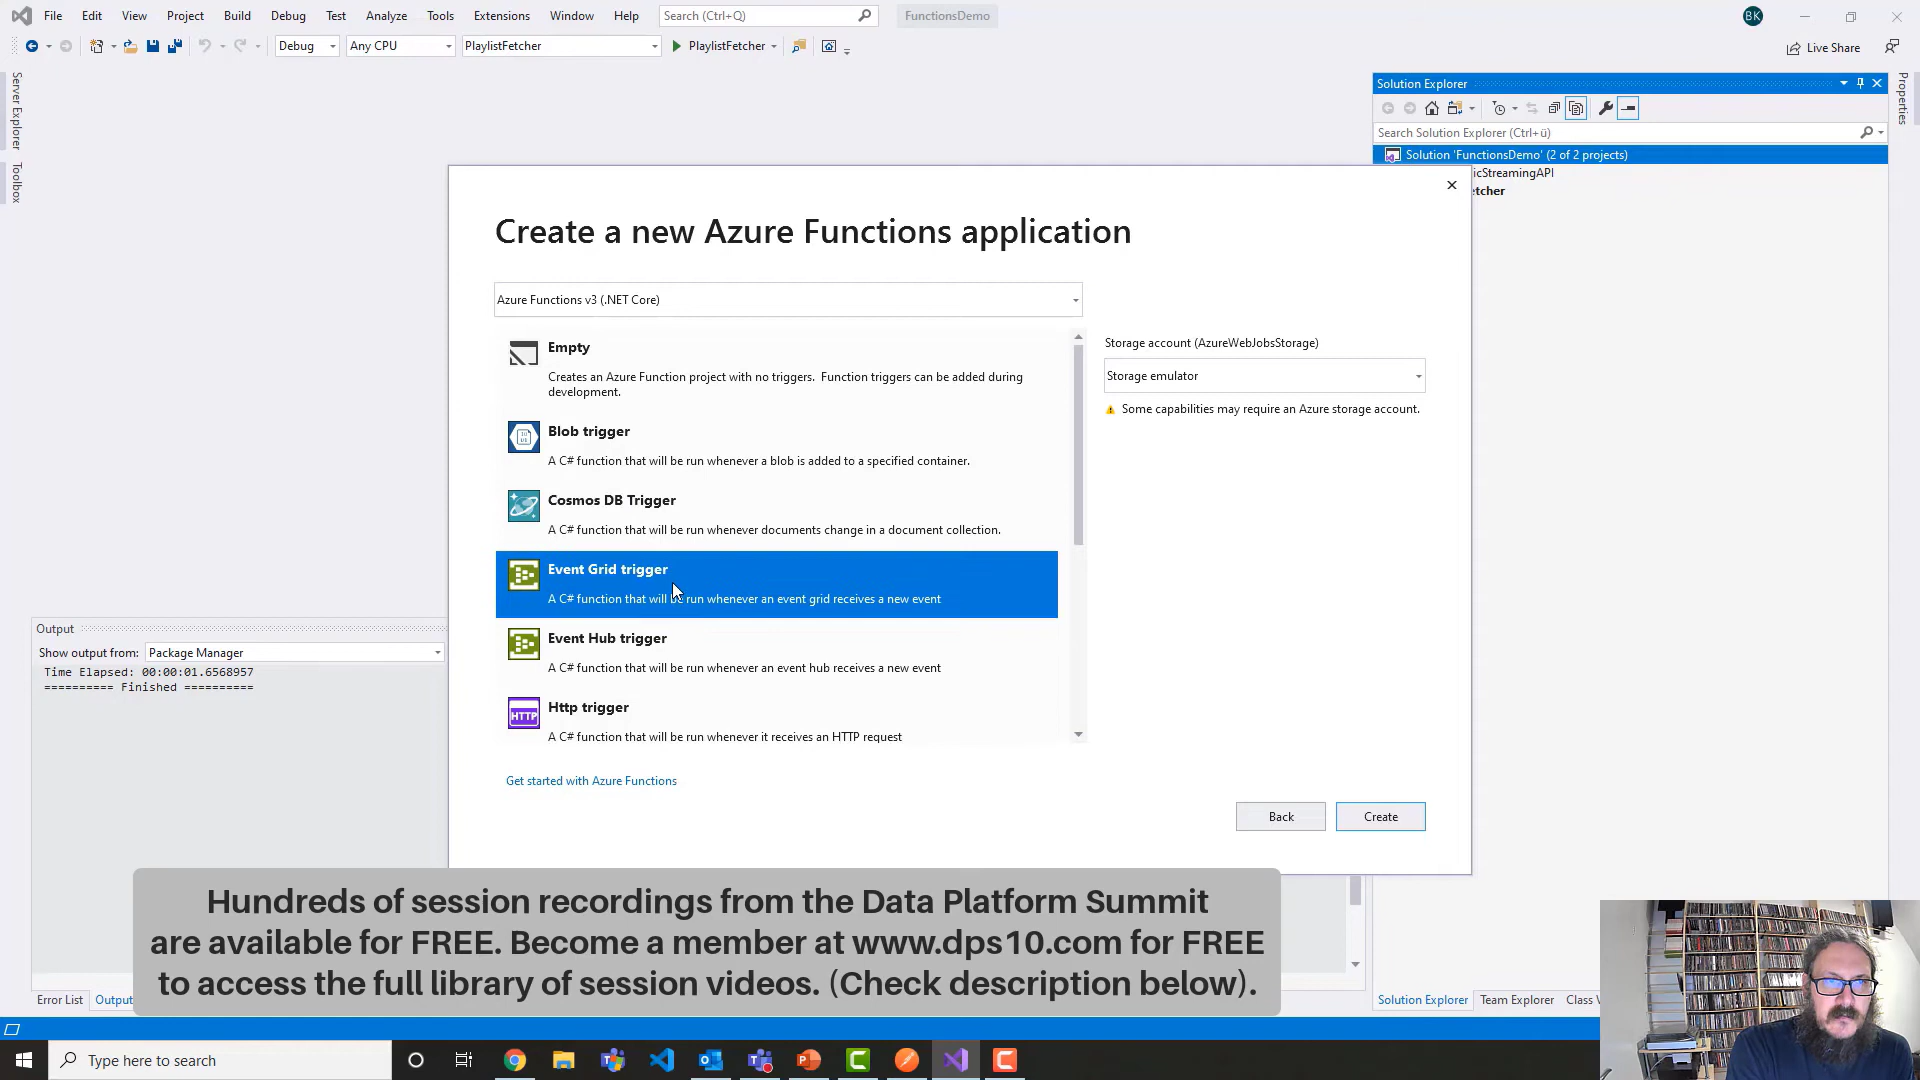 File Edit View Project Build Debug Test Analyze Tools Extensions Window Help Search (Ctrl+Q) FunctionsDemo BK
Debug Any CPU PlaylistFetcher PlaylistFetcher Live Share
Server Explorer
Toolbox
Solution Explorer
Properties
Search Solution Explorer (Ctrl+ü)
Solution 'FunctionsDemo' (2 of 2 projects)
icStreamingAPI
etcher
Create a new Azure Functions application
Azure Functions v3 (.NET Core)
Empty
Creates an Azure Function project with no triggers. Function triggers can be added during
development.
Blob trigger
A C# function that will be run whenever a blob is added to a specified container.
Cosmos DB Trigger
A C# function that will be run whenever documents change in a document collection.
Event Grid trigger
A C# function that will be run whenever an event grid receives a new event
Event Hub trigger
A C# function that will be run whenever an event hub receives a new event
HTTP
Http trigger
A C# function that will be run whenever it receives an HTTP request
Storage account (AzureWebJobsStorage)
Storage emulator
Some capabilities may require an Azure storage account.
Get started with Azure Functions
Back Create
Output
Show output from: Package Manager
Time Elapsed: 00:00:01.6568957
========== Finished ==========
Hundreds of session recordings from the Data Platform Summit
are available for FREE. Become a member at www.dps10.com for FREE
to access the full library of session videos. (Check description below).
Error List Output
Solution Explorer Team Explorer Class V
Type here to search